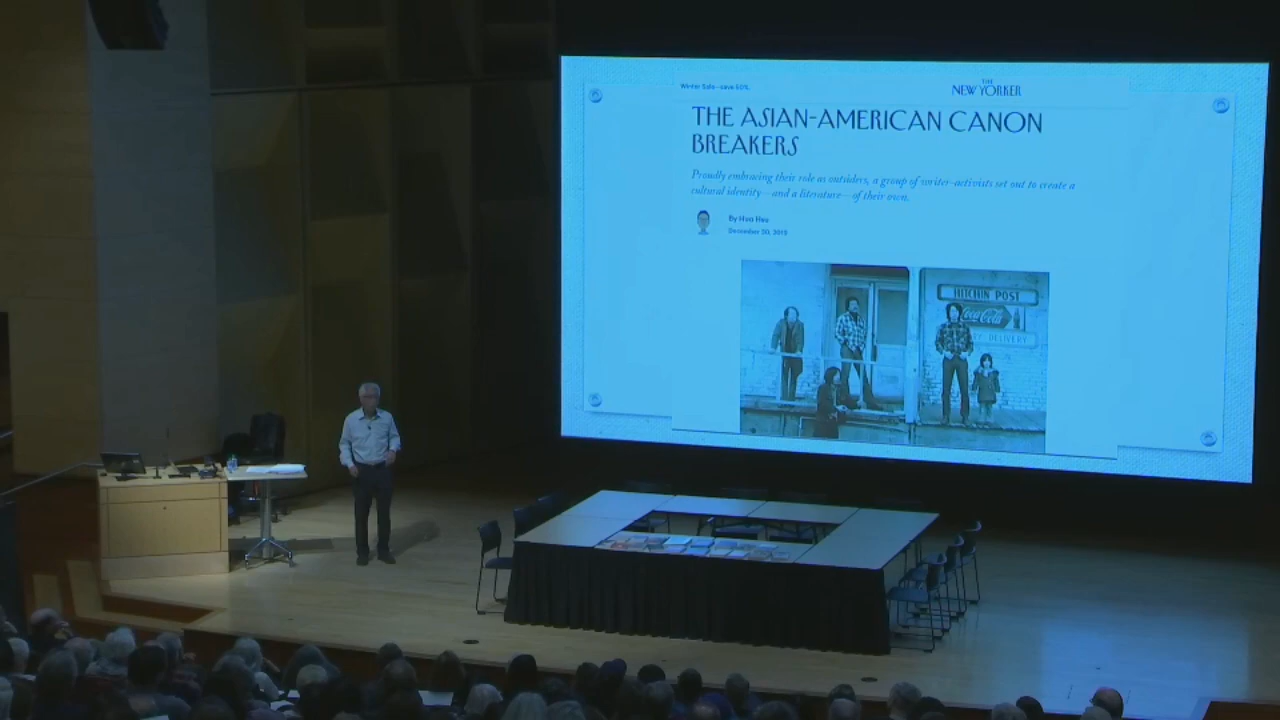 Winter Sale—save 50%
THE
NEW YORKER
THE ASIAN-AMERICAN CANON
BREAKERS
Proudly embracing their role as outsiders, a group of writer-activists set out to create a
cultural identity—and a literature—of their own.
By Hua Hsu
December 30, 2019
HITCHIN POST
Coca-Cola
DELIVERY